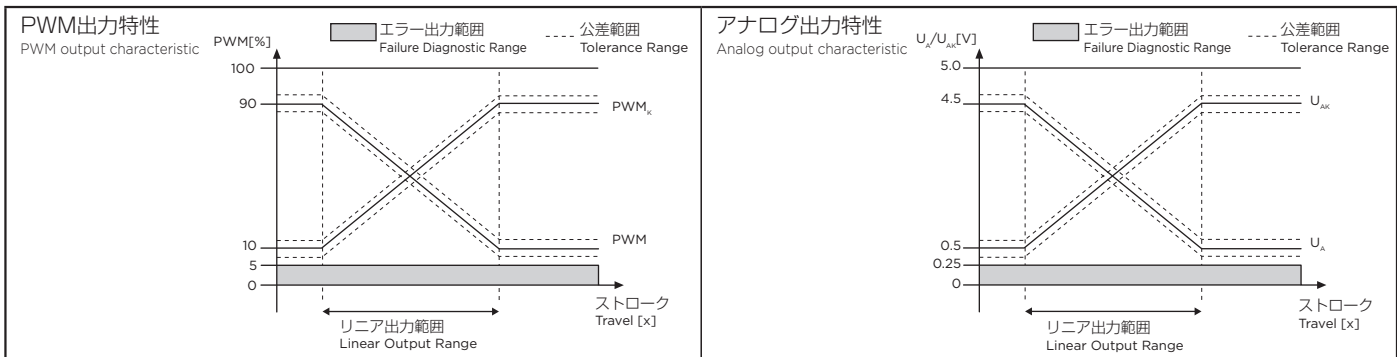 PWM出力特性
PWM output characteristic
PWM[%]
エラー出力範囲
Failure Diagnostic Range
公差範囲
Tolerance Range
100
90
PWMK
10
PWM
5
0
ストローク
Travel [x]
リニア出力範囲
Linear Output Range
アナログ出力特性
Analog output characteristic
UA/UAK[V]
エラー出力範囲
Failure Diagnostic Range
公差範囲
Tolerance Range
5.0
4.5
UAK
0.5
UA
0.25
0
ストローク
Travel [x]
リニア出力範囲
Linear Output Range